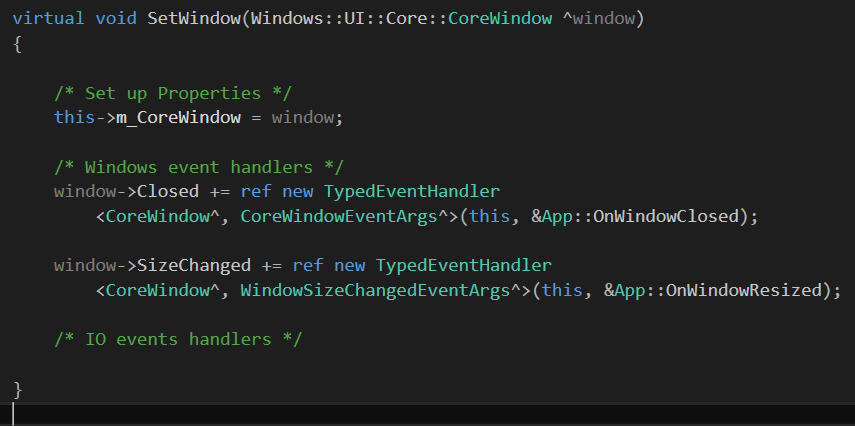 virtual void SetWindow(Windows::UI::Core::CoreWindow ^window)
{
/* Set up Properties */
this->m_CoreWindow = window;
/* Windows event handlers */
window->Closed += ref new TypedEventHandler
<CoreWindow^, CoreWindowEventArgs^>(this, &App::OnWindowClosed);
window->SizeChanged += ref new TypedEventHandler
<CoreWindow^, WindowSizeChangedEventArgs^>(this, &App::OnWindowResized);
/* IO events handlers */
}